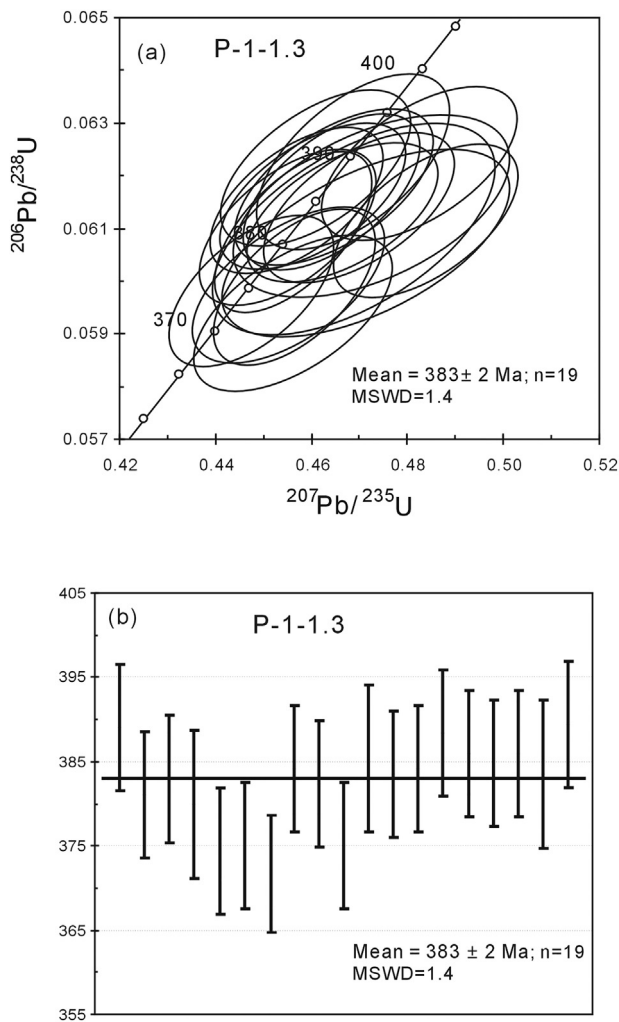 0.065
(a)
P-1-1.3
400
0.063
390
206Pb/238U
0.061
380
370
0.059
Mean = 383± 2 Ma; n=19
MSWD=1.4
0.057
0.42 0.44 0.46 0.48 0.50 0.52
207Pb/ 235U
405
(b)
P-1-1.3
395
385
375
365
Mean = 383 ± 2 Ma; n=19
MSWD=1.4
355